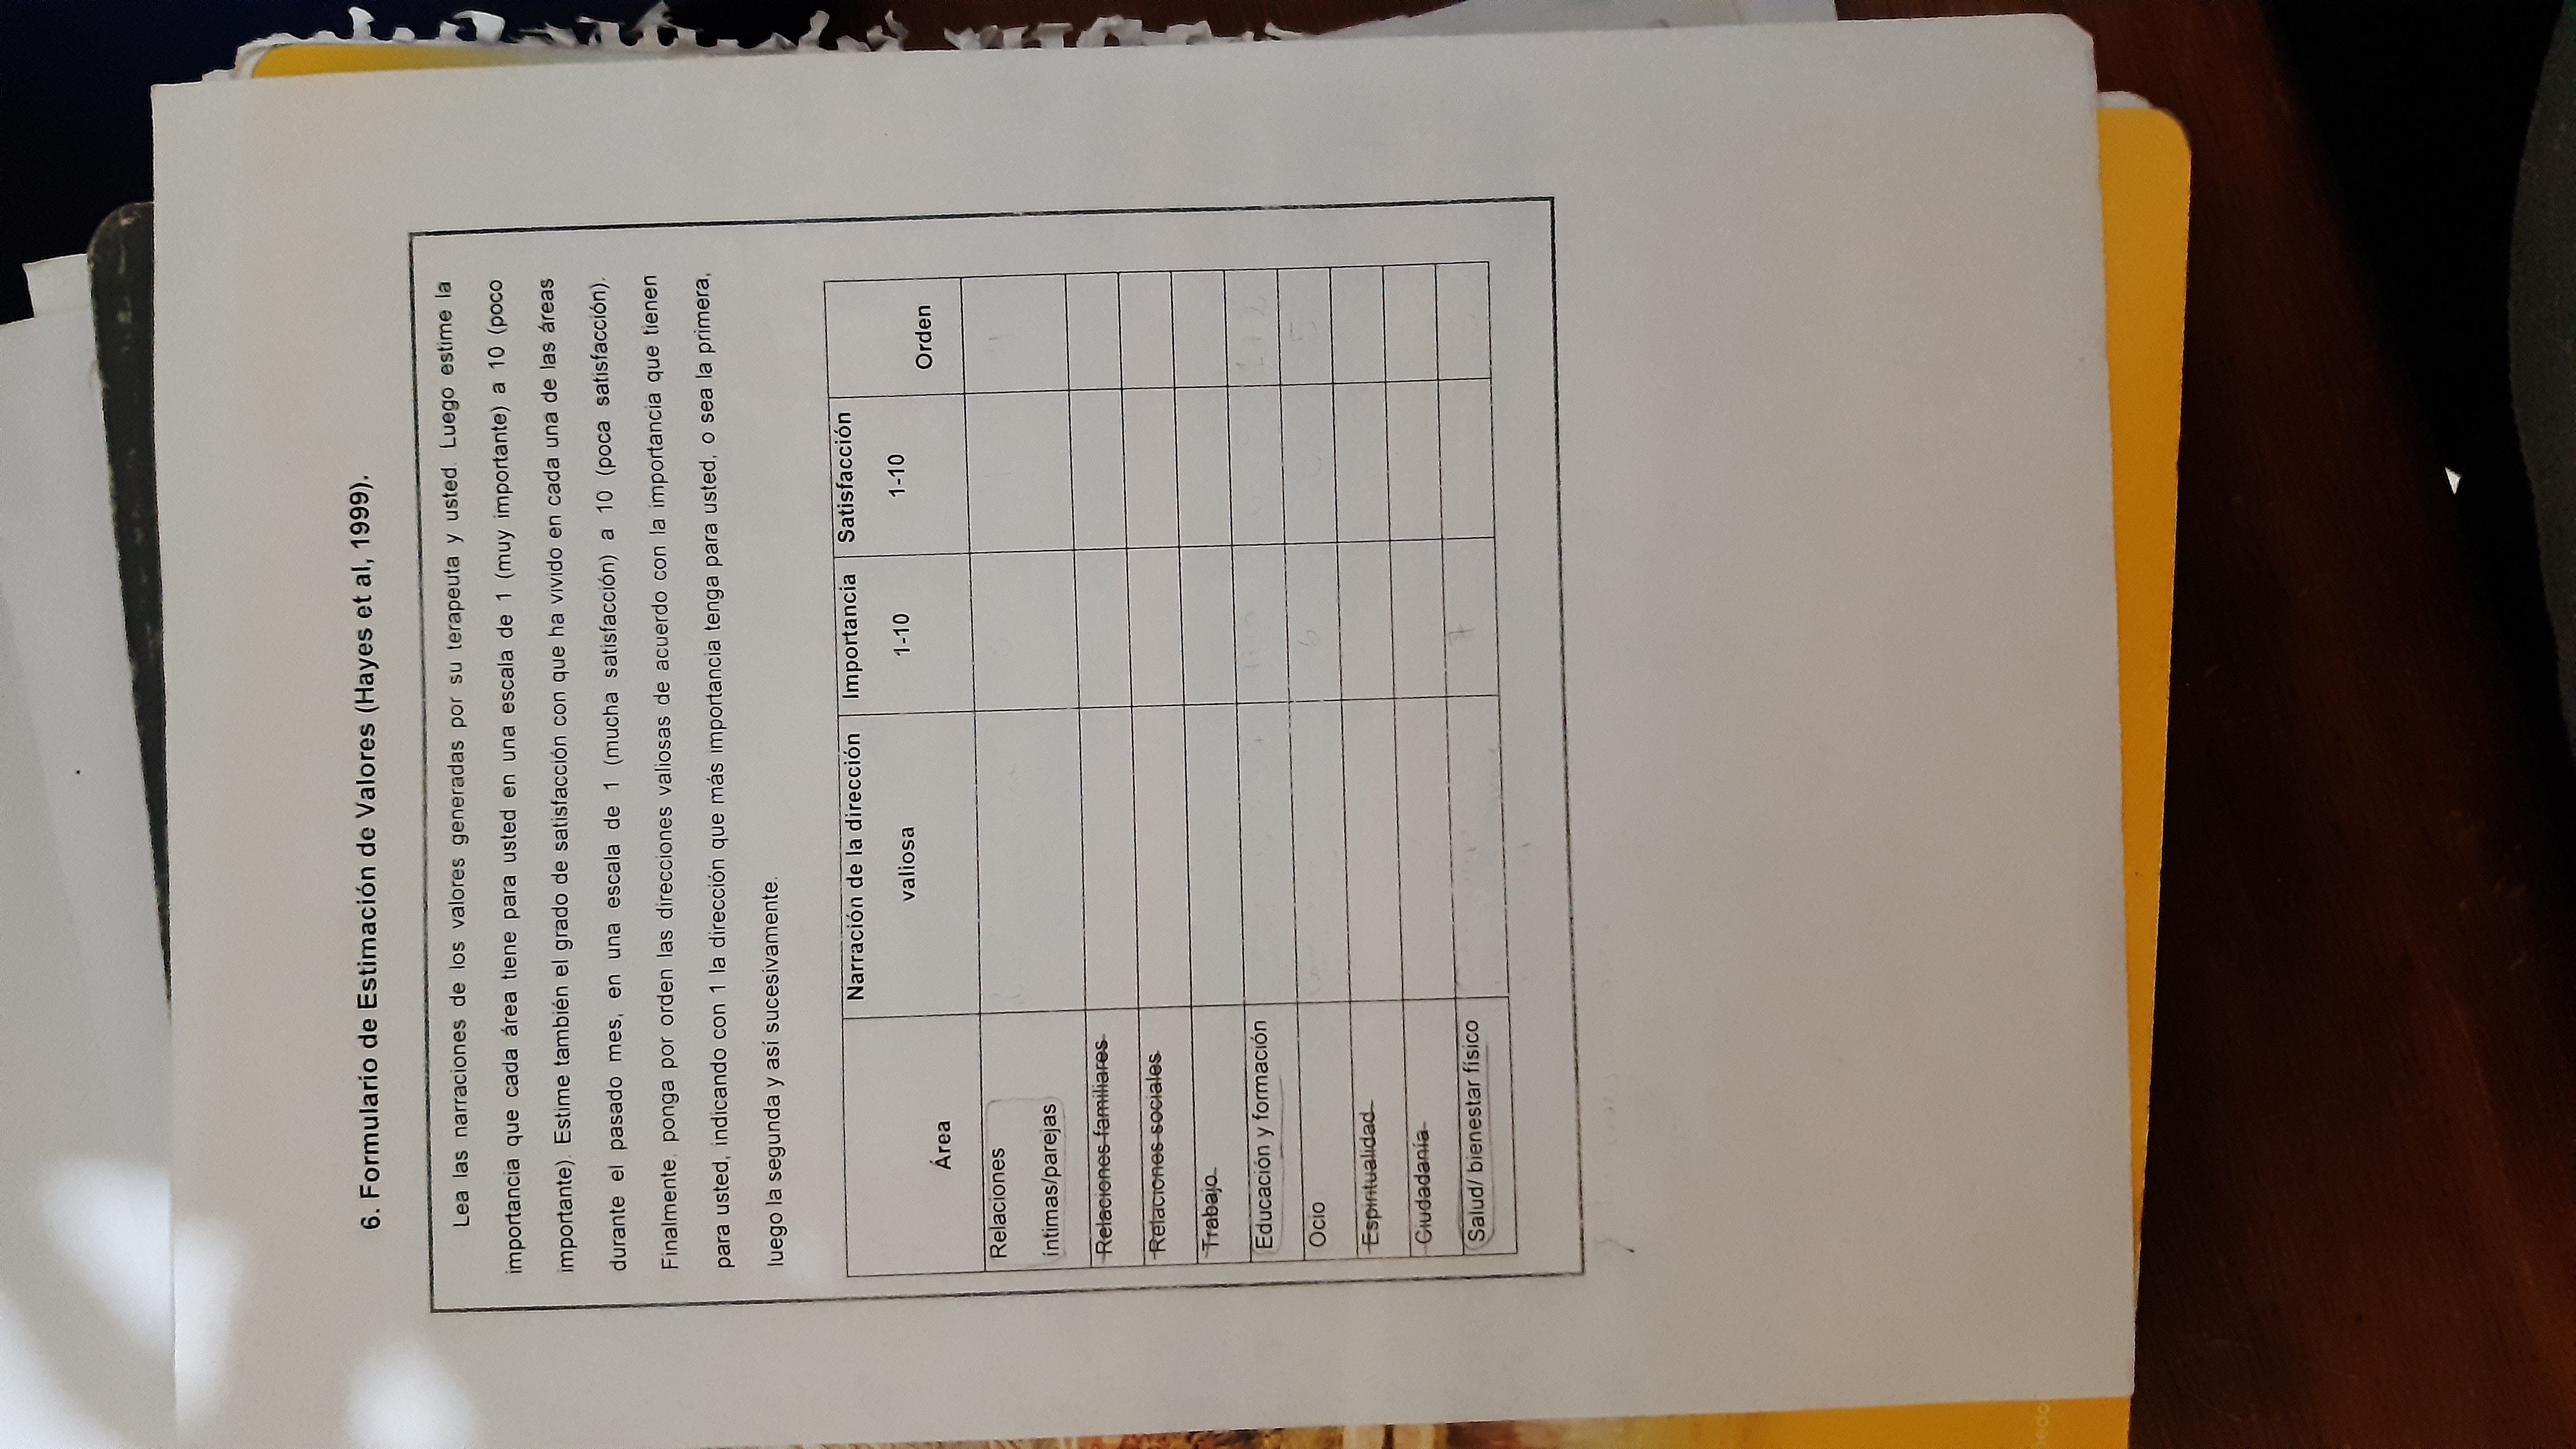 6. Formulario de Estimación de Valores (Hayes et al, 1999).
Lea las narraciones de los valores generadas por su terapeuta y usted. Luego estime la
importancia que cada área tiene para usted en una escala de 1 (muy importante) a 10 (poco
importante). Estime también el grado de satisfacción con que ha vivido en cada una de las áreas
durante el pasado mes, en una escala de 1 (mucha satisfacción) a 10 (poca satisfacción).
Finalmente, ponga por orden las direcciones valiosas de acuerdo con la importancia que tienen
para usted, indicando con 1 la dirección que más importancia tenga para usted, o sea la primera,
luego la segunda y así sucesivamente.
Área
Narración de la dirección
valiosa
Importancia
1-10
Satisfacción
1-10
Orden
Relaciones
íntimas/parejas
Relaciones familiares
Relaciones sociales
Trabajo
Educación y formación
Ocio
6
5
Espiritualidad
Ciudadanía
Salud/ bienestar físico
7